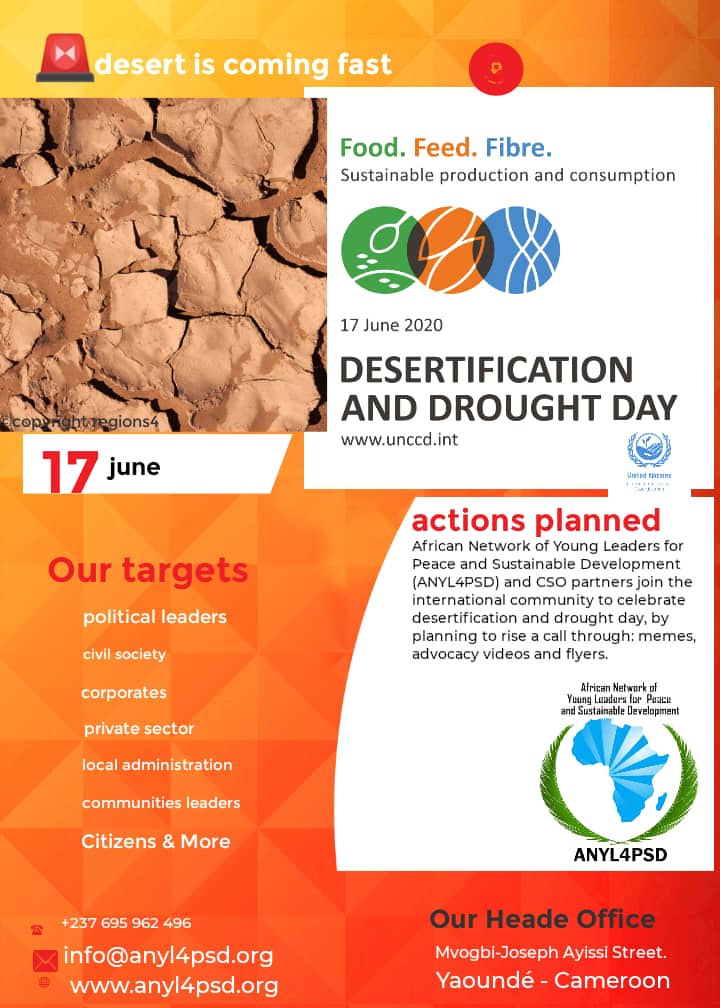 desert is coming fast
Food. Feed. Fibre.
Sustainable production and consumption
17 June 2020
DESERTIFICATION
AND DROUGHT DAY
www.unccd.int
United Nations
copyright regions4
17 june
actions planned
African Network of Young Leaders for
Peace and Sustainable Development
(ANYL4PSD) and CSO partners join the
international community to celebrate
desertification and drought day, by
planning to rise a call through: memes,
advocacy videos and flyers.
Our targets
political leaders
civil society
corporates
private sector
local administration
communities leaders
Citizens & More
African Network of
Young Leaders for Peace
and Sustainable Development
ANYL4PSD
+237 695 962 496
info@anyl4psd.org
www.anyl4psd.org
Our Heade Office
Mvogbi-Joseph Ayissi Street.
Yaoundé - Cameroon